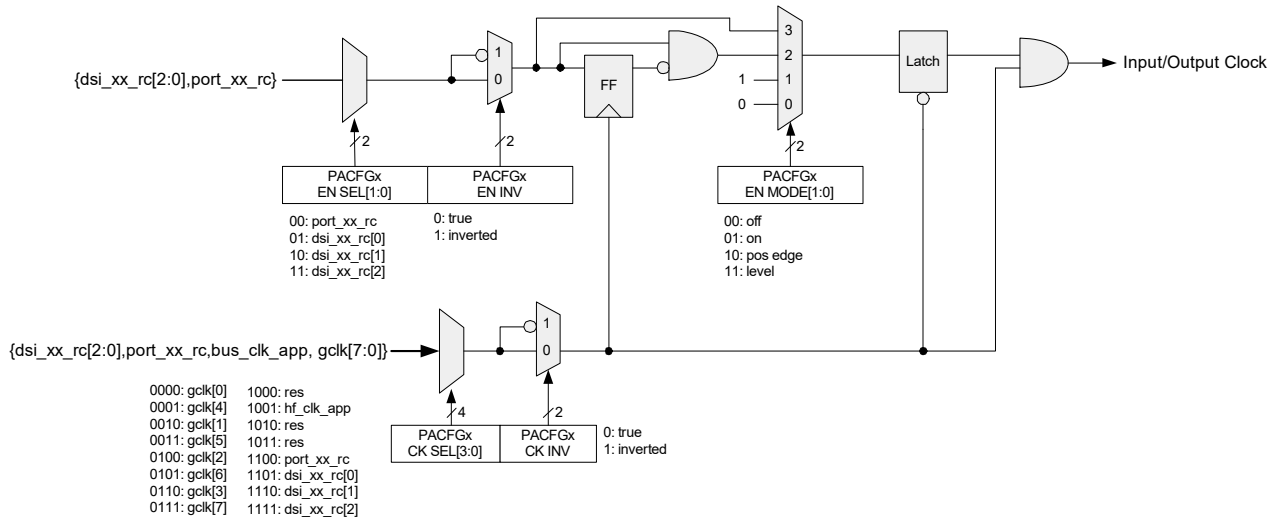 {dsi_xx_rc[2:0],port_xx_rc}
1
0
FF
3
2
1
1
0
0
Latch
Input/Output Clock
2
2
2
PACFGx
EN SEL[1:0]
PACFGx
EN INV
PACFGx
EN MODE[1:0]
00: port_xx_rc
01: dsi_xx_rc[0]
10: dsi_xx_rc[1]
11: dsi_xx_rc[2]
0: true
1: inverted
00: off
01: on
10: pos edge
11: level
{dsi_xx_rc[2:0],port_xx_rc,bus_clk_app, gclk[7:0]}
1
0
4
2
PACFGx
CK SEL[3:0]
PACFGx
CK INV
0: true
1: inverted
0000: gclk[0]
0001: gclk[4]
0010: gclk[1]
0011: gclk[5]
0100: gclk[2]
0101: gclk[6]
0110: gclk[3]
0111: gclk[7]
1000: res
1001: hf_clk_app
1010: res
1011: res
1100: port_xx_rc
1101: dsi_xx_rc[0]
1110: dsi_xx_rc[1]
1111: dsi_xx_rc[2]